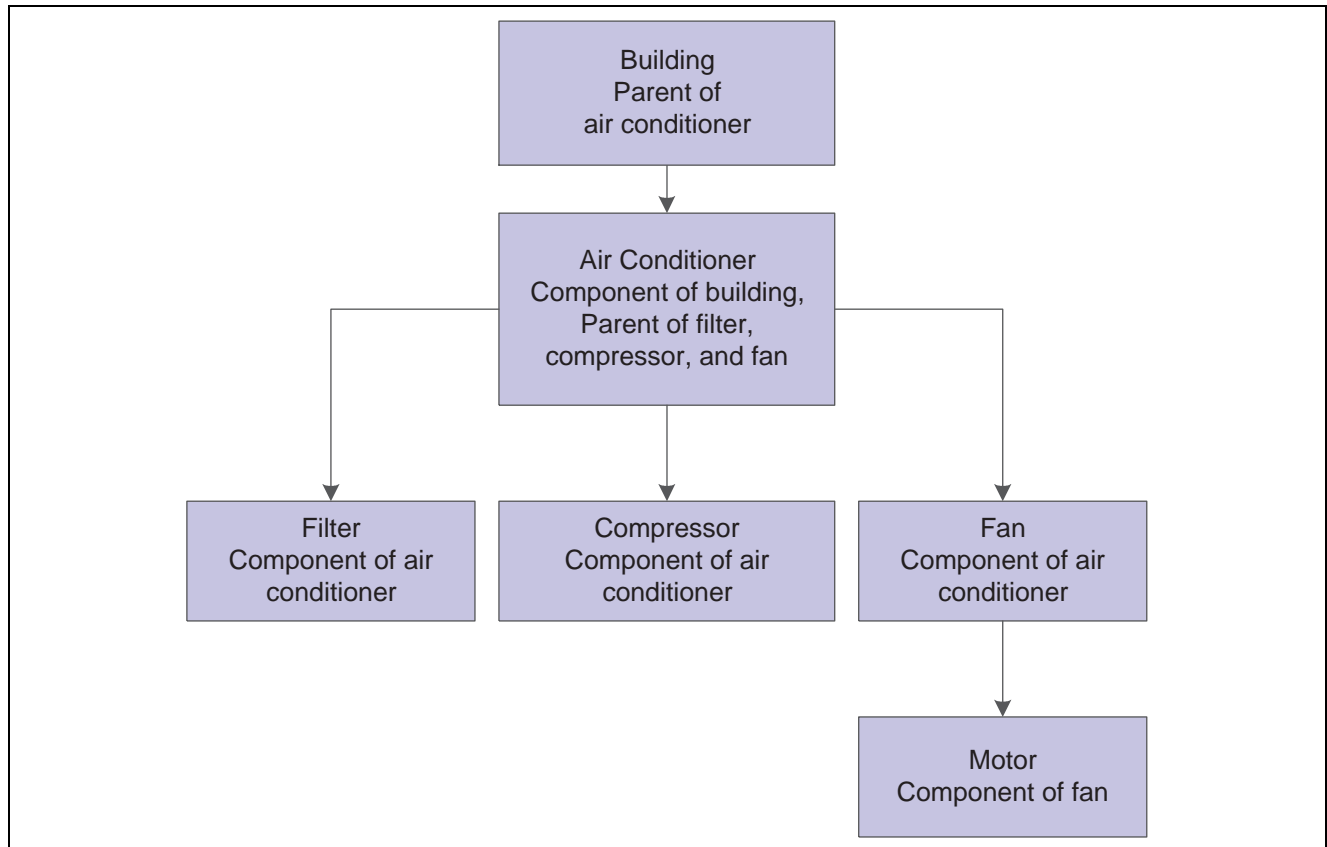 Building
Parent of
air conditioner
Air Conditioner
Component of building,
Parent of filter,
compressor, and fan
Filter
Component of air
conditioner
Compressor
Component of air
conditioner
Fan
Component of air
conditioner
Motor
Component of fan